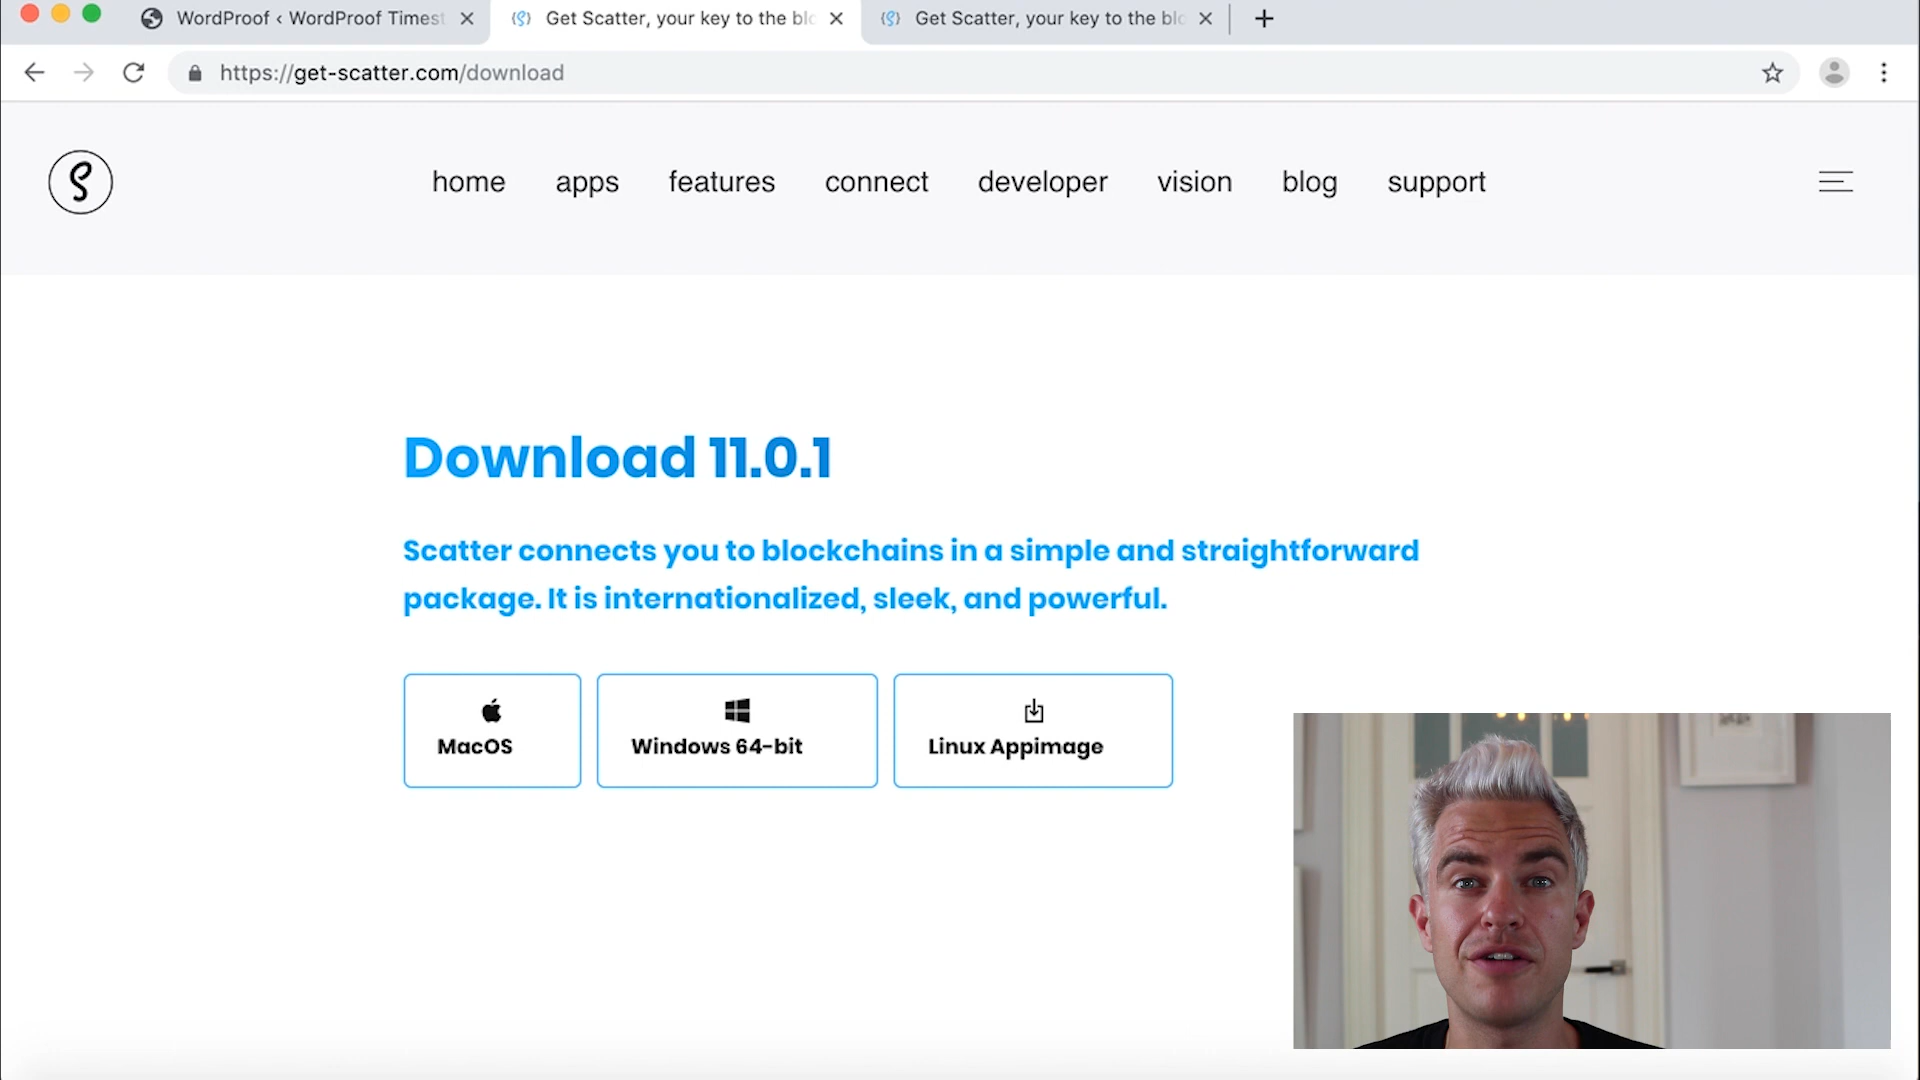 WordProof ‹ WordProof Timest
Get Scatter, your key to the blo
Get Scatter, your key to the blo
https://get-scatter.com/download
home
apps
features
connect
developer
vision
blog
support
Download 11.0.1
Scatter connects you to blockchains in a simple and straightforward
package. It is internationalized, sleek, and powerful.
MacOS
Windows 64-bit
Linux Appimage